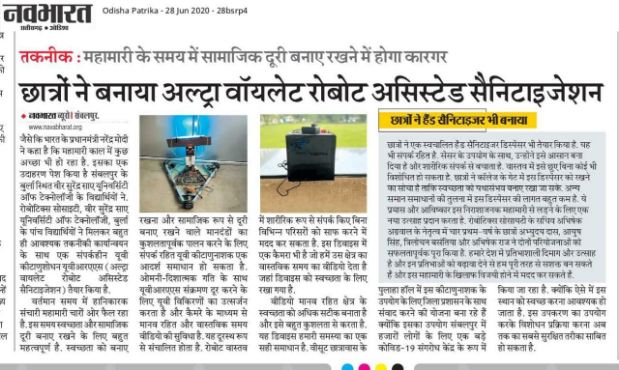 नवभारत
छत्तीसगढ़ - ओडिशा
Odisha Patrika - 28 Jun 2020 - 28bsrp4
तकनीक : महामारी के समय में सामाजिक दूरी बनाए रखने में होगा कारगर
छात्रों ने बनाया अल्ट्रा वॉयलेट रोबोट असिस्टेड सैनिटाइजेशन
नवभारत ब्यूरो। संबलपुर.
www.navabharat.org
जैसे कि भारत के प्रधानमंत्री नरेंद्र मोदी
ने कहा है कि महामारी काल में कुछ
अच्छा भी हो रहा है. इसका एक
उदाहरण पेश किया है संबलपुर के
बुर्ला स्थित वीर सुरेंद्र साए यूनिवर्सिटी
ऑफ टेक्नोलॉजी के विद्यार्थियों ने.
रोबोटिक्स सोसाइटी, वीर सुरेंद्र साए
यूनिवर्सिटी ऑफ टेक्नोलॉजी, बुर्ला
के पांच विद्यार्थियों ने मिलकर बहुत
ही आवश्यक तकनीकी कार्यान्वयन
के साथ एक संपर्कहीन यूवी
कीटाणुशोधन यूवीआरएएस (अल्ट्रा
वायलेट रोबोट असिस्टेड
सैनिटाइजेशन) तैयार किया है.
वर्तमान समय में हानिकारक
संचारी महामारी चारों ओर फैल रहा
है. इस समय स्वच्छता और सामाजिक
दूरी बनाए रखने के लिए बहुत
महत्वपूर्ण है. स्वच्छता को बनाए
रखना और सामाजिक रूप से दूरी
बनाए रखने वाले मानदंडों का
कुशलतापूर्वक पालन करने के लिए
संपर्क रहित यूवी कीटाणुनाशक एक
आदर्श समाधान हो सकता है.
ओमनी-दिशात्मक गति के साथ
यूवीआरएएस संक्रमण दूर करने के
लिए यूवी विकिरणों का उत्सर्जन
करता है और कैमरे के माध्यम से
मानव रहित और वास्तविक समय
वीडियो की सुविधा है. यह दूरस्थ रूप
से संचालित होता है. रोबोट वास्तव
में शारीरिक रूप से संपर्क किए बिना
विभिन्न परिसरों को साफ करने में
मदद कर सकता है. इस डिवाइस में
एक कैमरा भी है जो हमें उस क्षेत्र का
वास्तविक समय का वीडियो देता है
जहां डिवाइस को स्वच्छता के लिए
रखा गया है.
वीडियो मानव रहित क्षेत्र के
स्वच्छता को अधिक सटीक बनाता है
और इसे बहुत कुशलता से करता है.
यह डिवाइस हमारी समस्या का एक
सही समाधान है. वीसूट छात्रावास के
छात्रों ने हैंड सैनिटाइजर भी बनाया
छात्रों ने एक स्वचालित हैंड सैनिटाइजर डिस्पेंसर भी तैयार किया है. यह
भी संपर्क रहित है. सेंसर के उपयोग के साथ, उन्होंने इसे आसान बना
दिया है और शारीरिक संपर्क से बचाता है. वास्तव में इसे छुए बिना कोई भी
विशोधित हो सकता है. छात्रों ने कॉलेज के गेट में इस डिस्पेंसर को रखने
का सोचा है ताकि स्वच्छता को यथासंभव बनाए रखा जा सके. अन्य
समान समाधानों की तुलना में इस डिस्पेंसर की लागत बहुत कम है. ये
प्रयास और आविष्कार इस निराशाजनक महामारी से लड़ने के लिए एक
नया उत्साह प्रदान करता है. रोबोटिक्स सोसायटी के सचिव अभिषेक
अग्रवाल के नेतृत्व में चार प्रथम-वर्ष के छात्रों अभ्युदय दास, आयुष
सिंह, त्रिलोचन बसंतिया और अभिषेक राज ने दोनों परियोजनाओं को
सफलतापूर्वक पूरा किया है. हमारे देश में प्रतिभाशाली दिमाग और उत्साह
है और इन प्रतिभाओं को बढ़ावा देने से हम पूरी तरह से सशक्त बन सकते
हैं और इस महामारी के खिलाफ विजयी होने में मदद कर सकते हैं.
पुलाहा हॉल में इस कीटाणुनाशक के
उपयोग के लिए जिला प्रशासन के साथ
संवाद करने की योजना बना रहे हैं
क्योंकि इसका उपयोग संबलपुर में
हजारों लोगों के लिए एक बड़े
कोविड-19 संगरोध केंद्र के रूप में
किया जा रहा है. क्योंकि ऐसे में इस
स्थान को स्वच्छ करना आवश्यक हो
जाता है. इस उपकरण का उपयोग
करके विशोधन प्रक्रिया करना अब
तक का सबसे सुरक्षित तरीका साबित
हो सकता है.